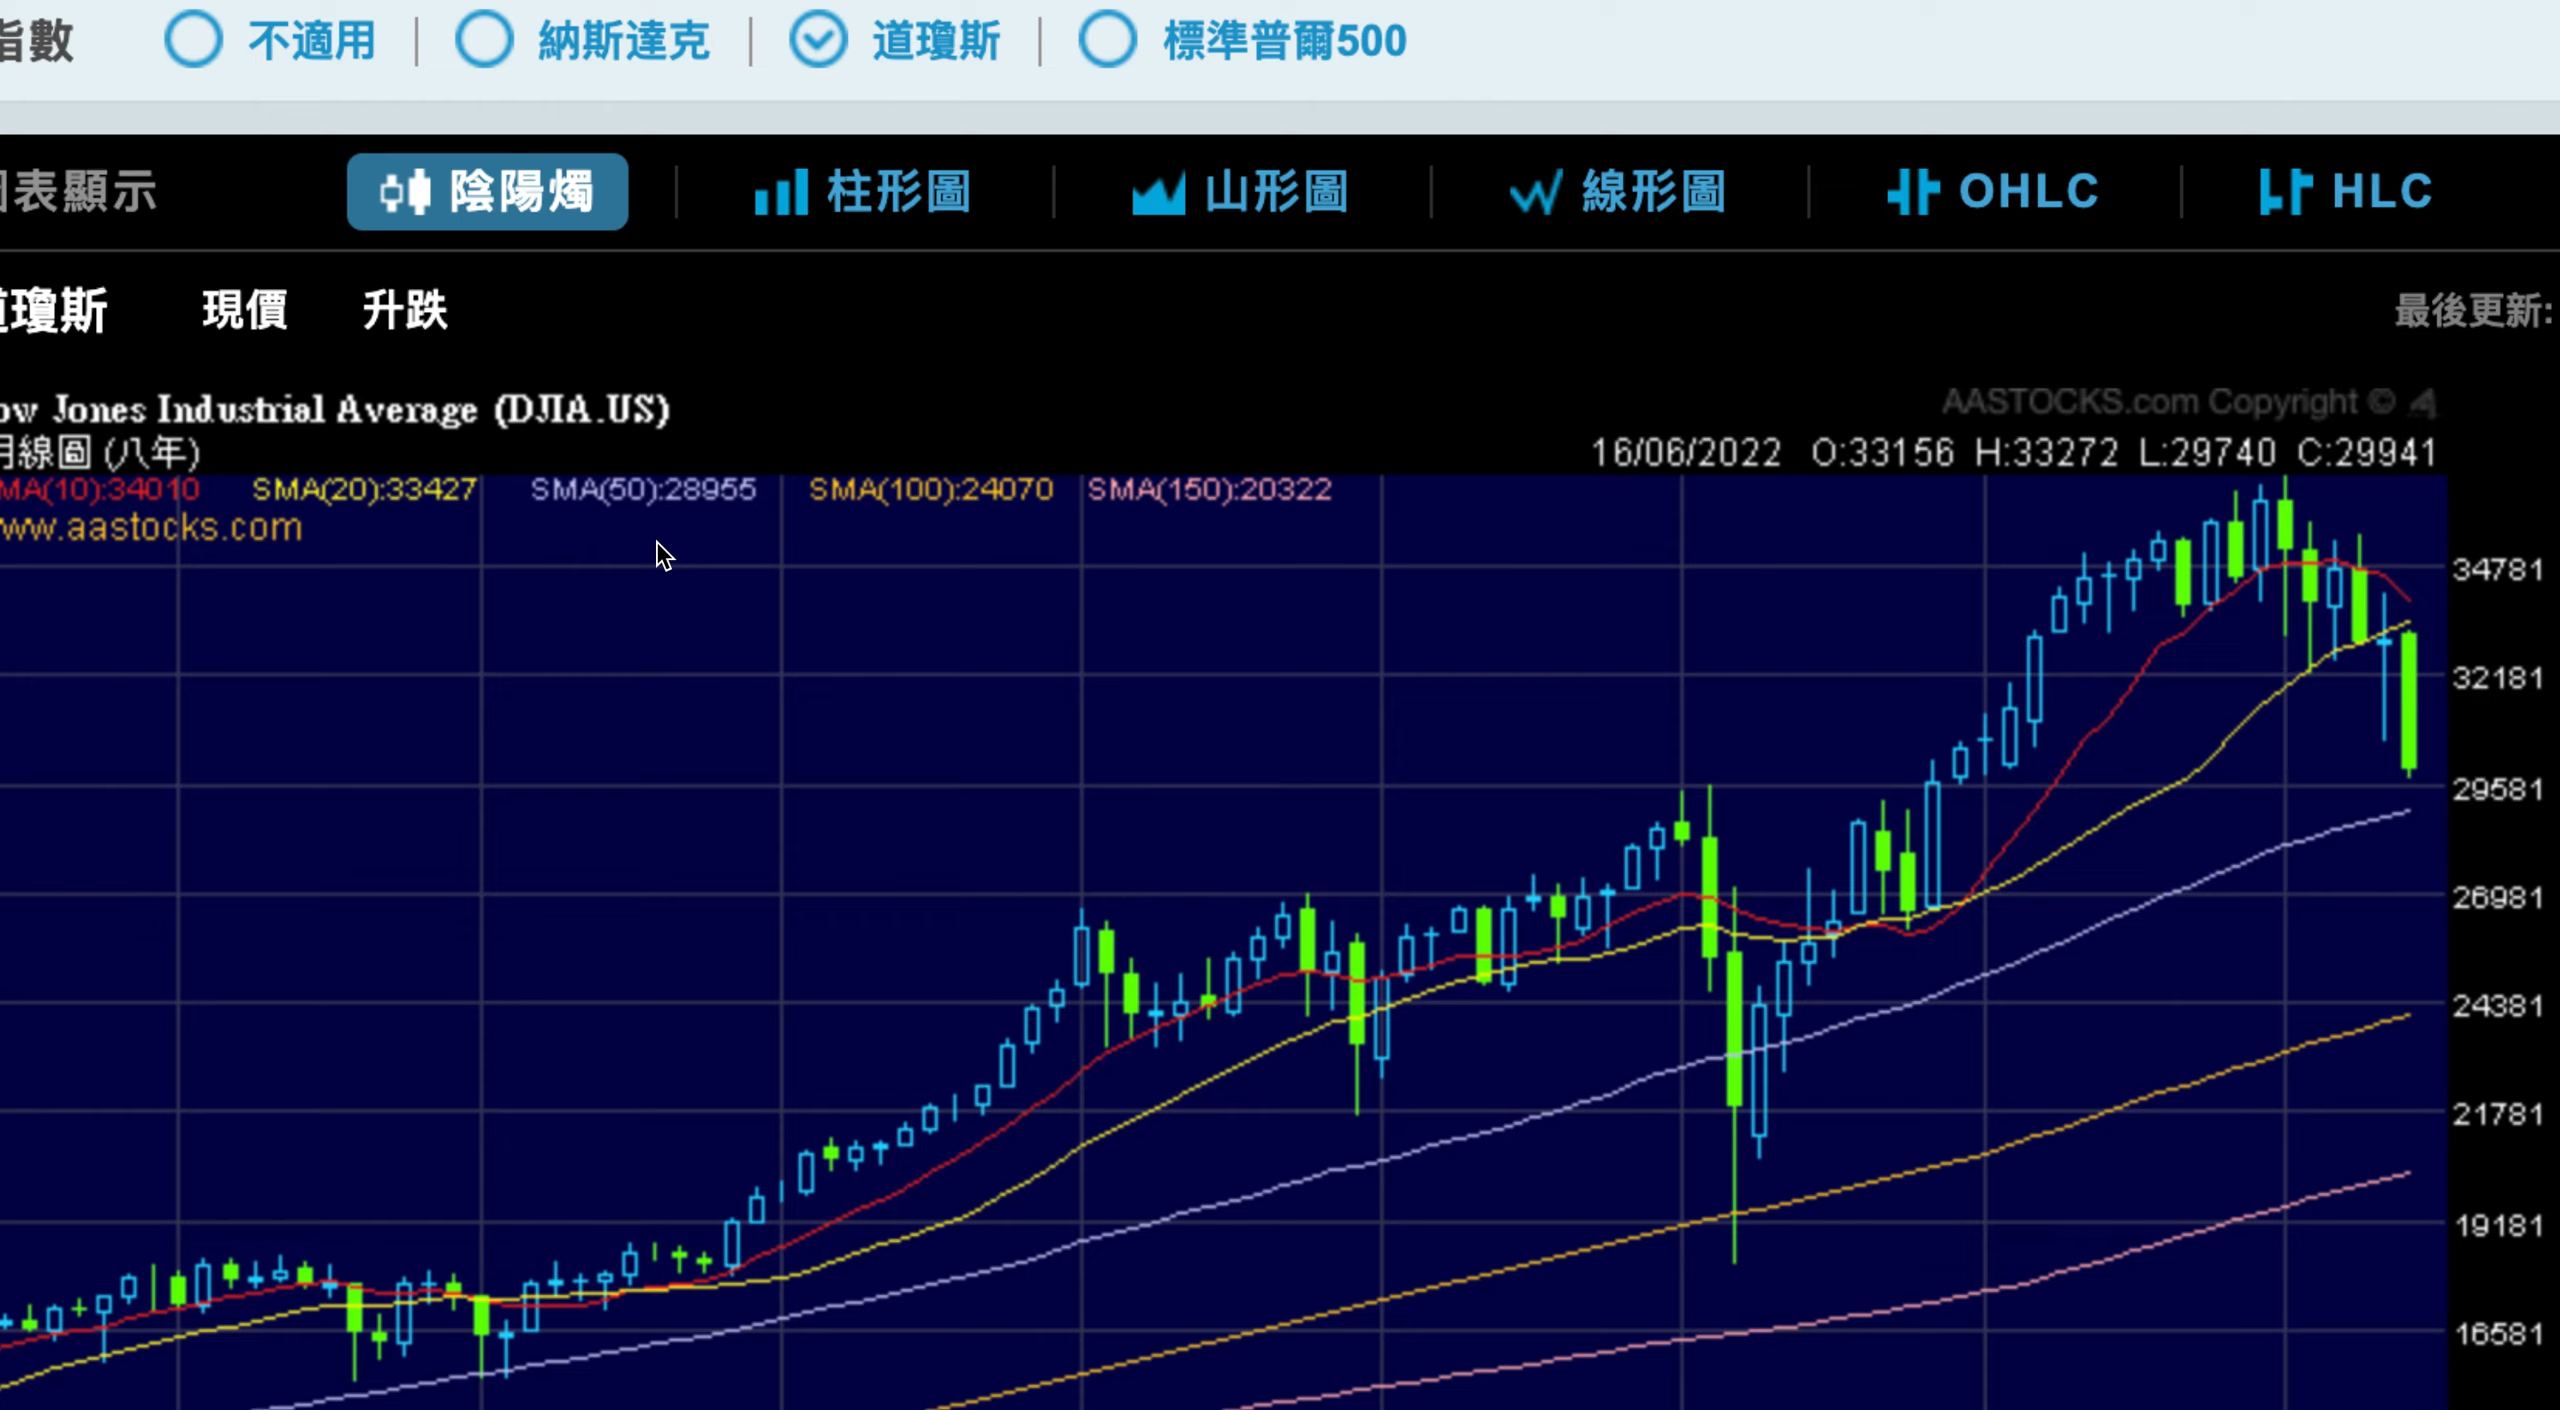 指數 不適用 | 納斯達克 | 道瓊斯 | 標準普爾500
圖表顯示 陰陽燭 柱形圖 山形圖 線形圖 OHLC HLC
道瓊斯 現價 升跌 最後更新:
ow Jones Industrial Average (DJIA.US) AASTOCKS.com Copyright ©
月線圖 (八年) 16/06/2022 O:33156 H:33272 L:29740 C:29941
MA(10):34010 SMA(20):33427 SMA(50):28955 SMA(100):24070 SMA(150):20322
www.aastocks.com
34781
32181
29581
26981
24381
21781
19181
16581